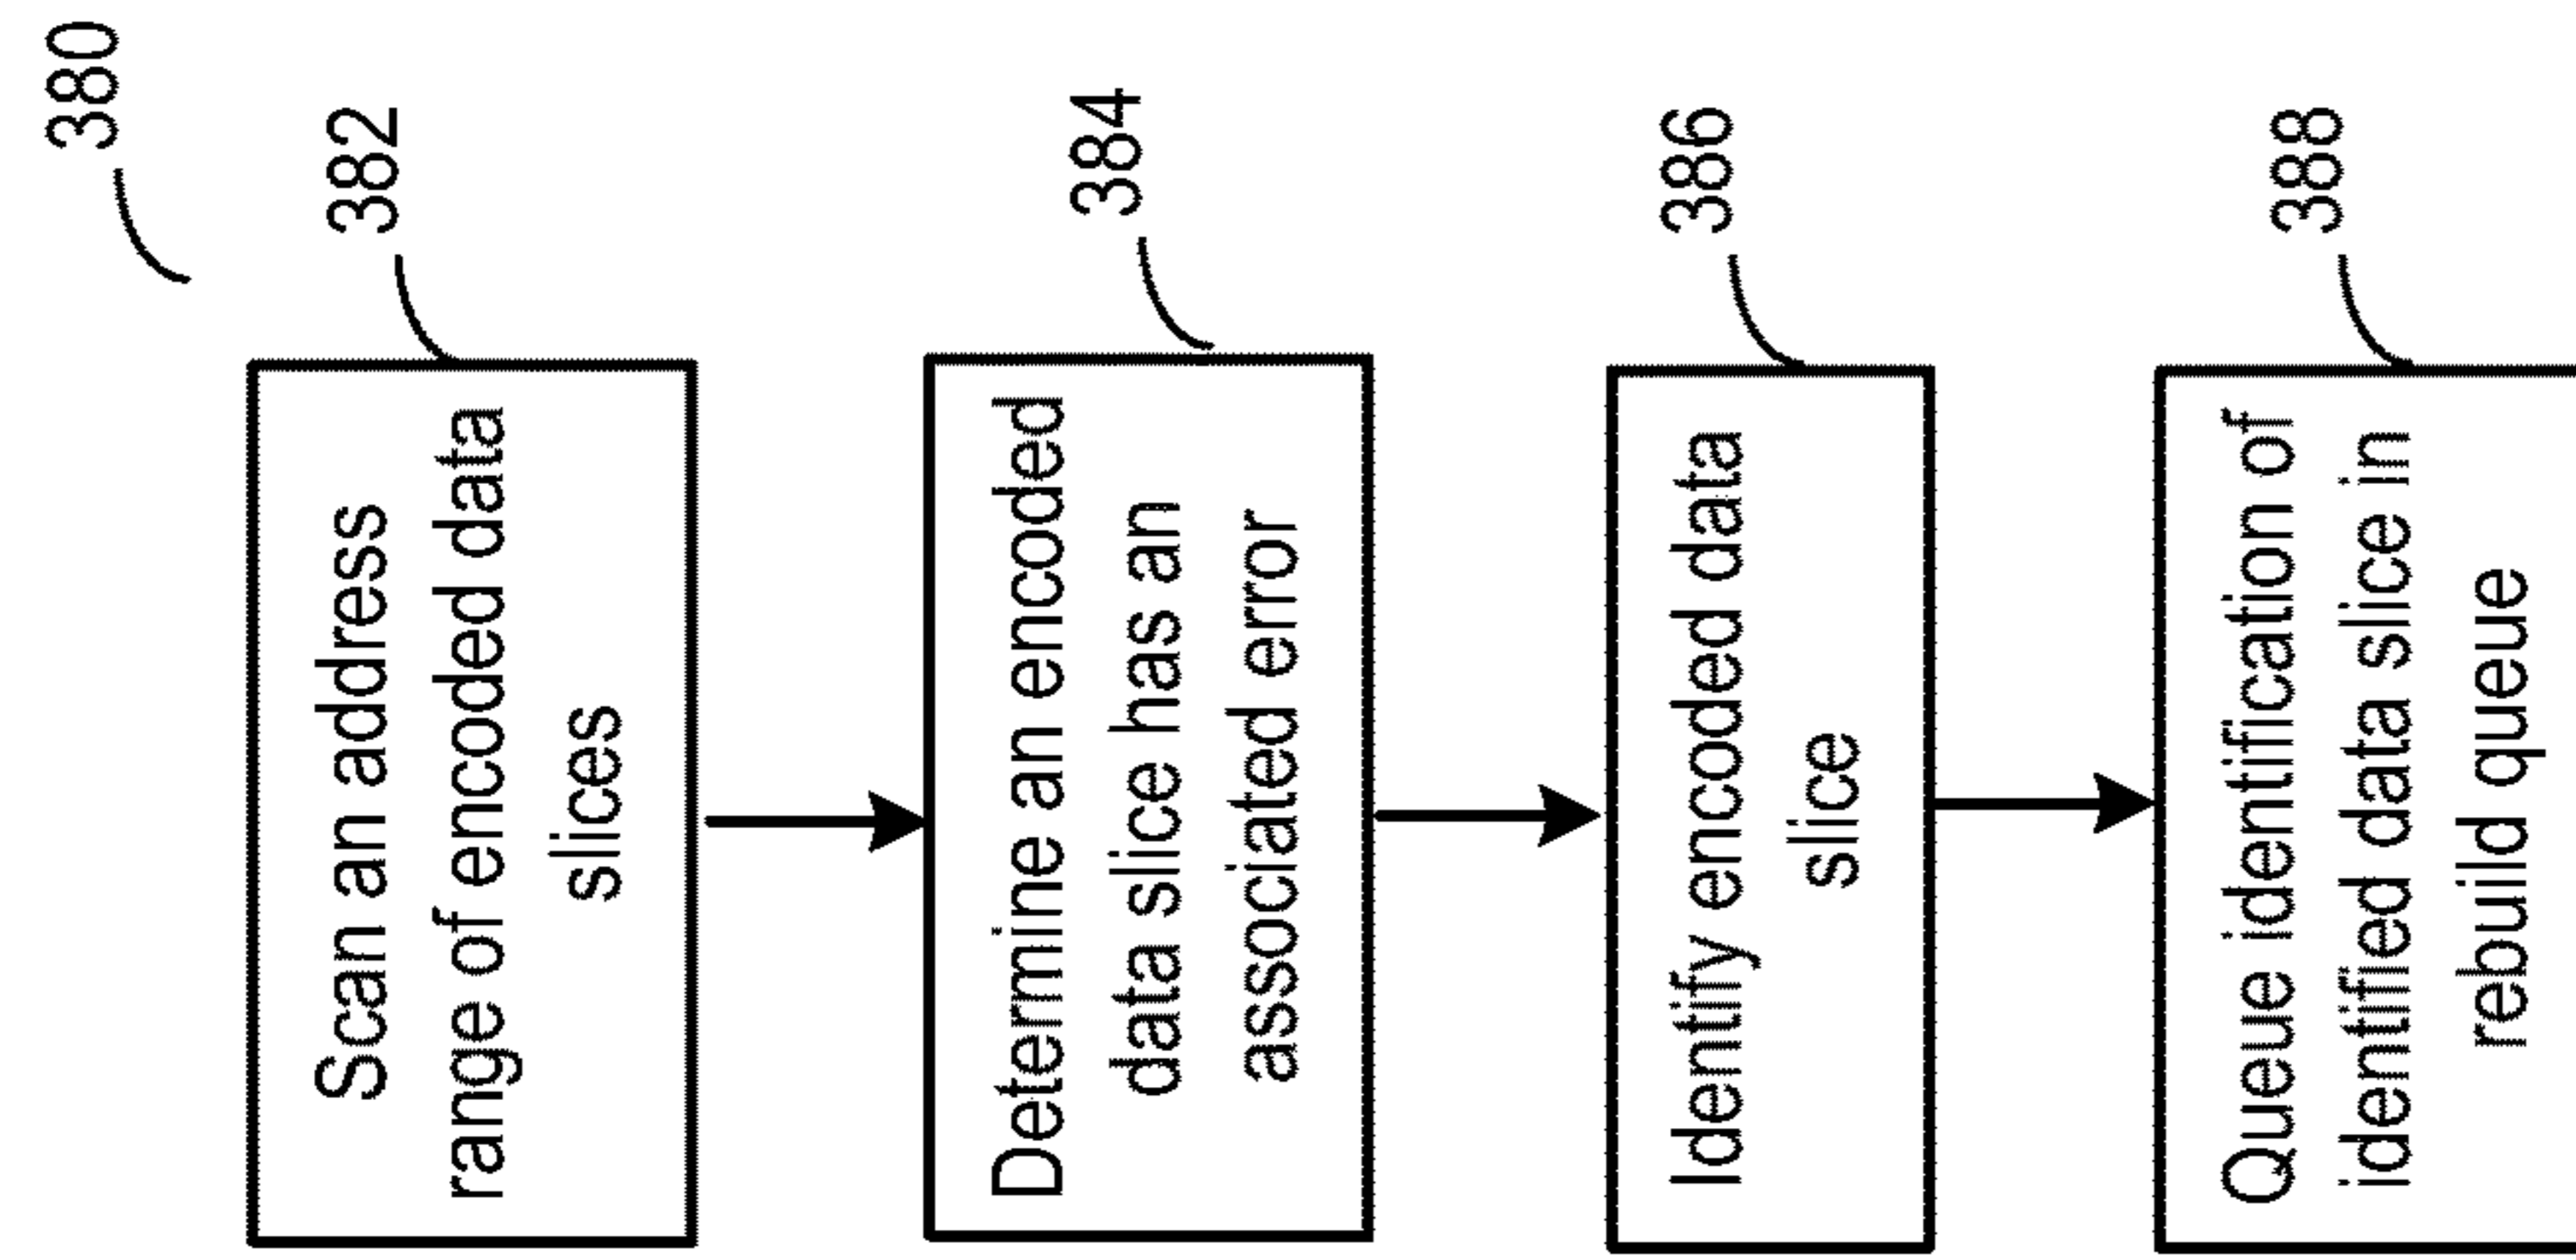 380
382
Scan an address
range of encoded data
slices
384
Determine an encoded
data slice has an
associated error
386
Identify encoded data
slice
388
Queue identification of
identified data slice in
rebuild queue